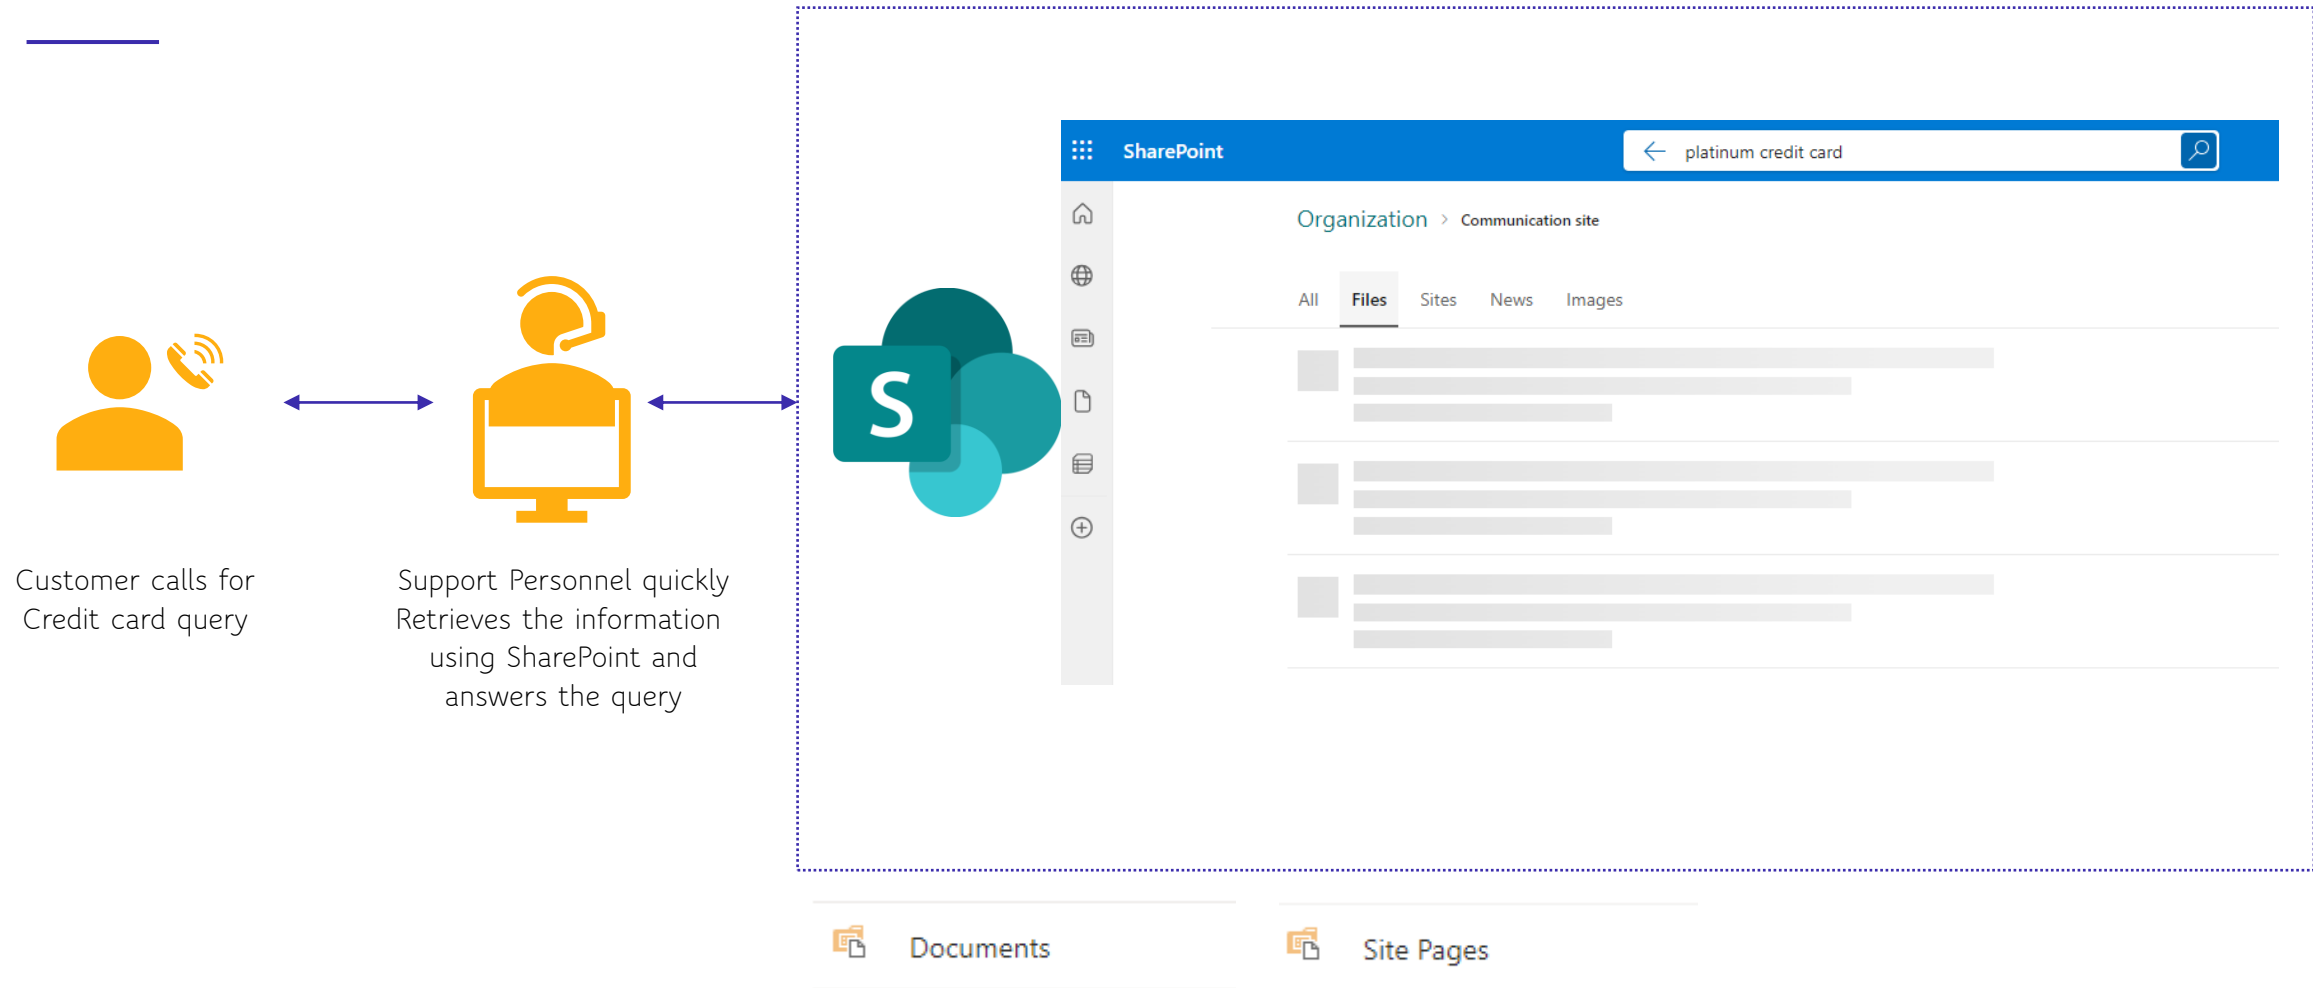 SharePoint
platinum credit card
Organization > Communication site
All Files Sites News Images
S
Customer calls for
Credit card query
Support Personnel quickly
Retrieves the information
using SharePoint and
answers the query
Documents
Site Pages